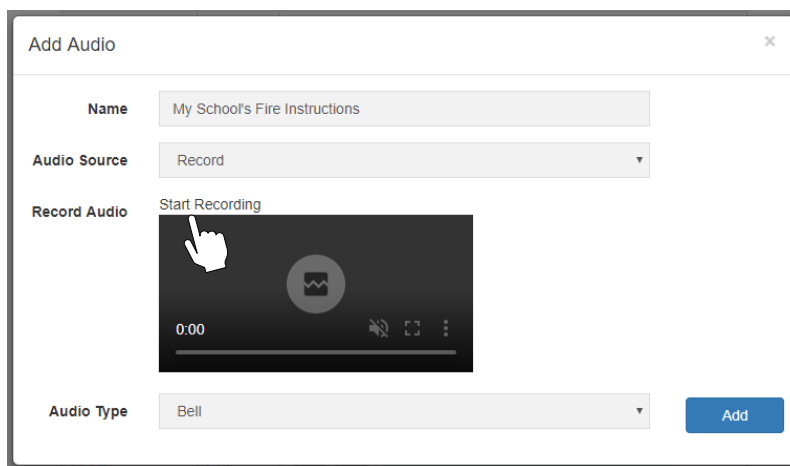 Add Audio ×
Name My School's Fire Instructions
Audio Source Record
Record Audio Start Recording
0:00
Audio Type Bell Add